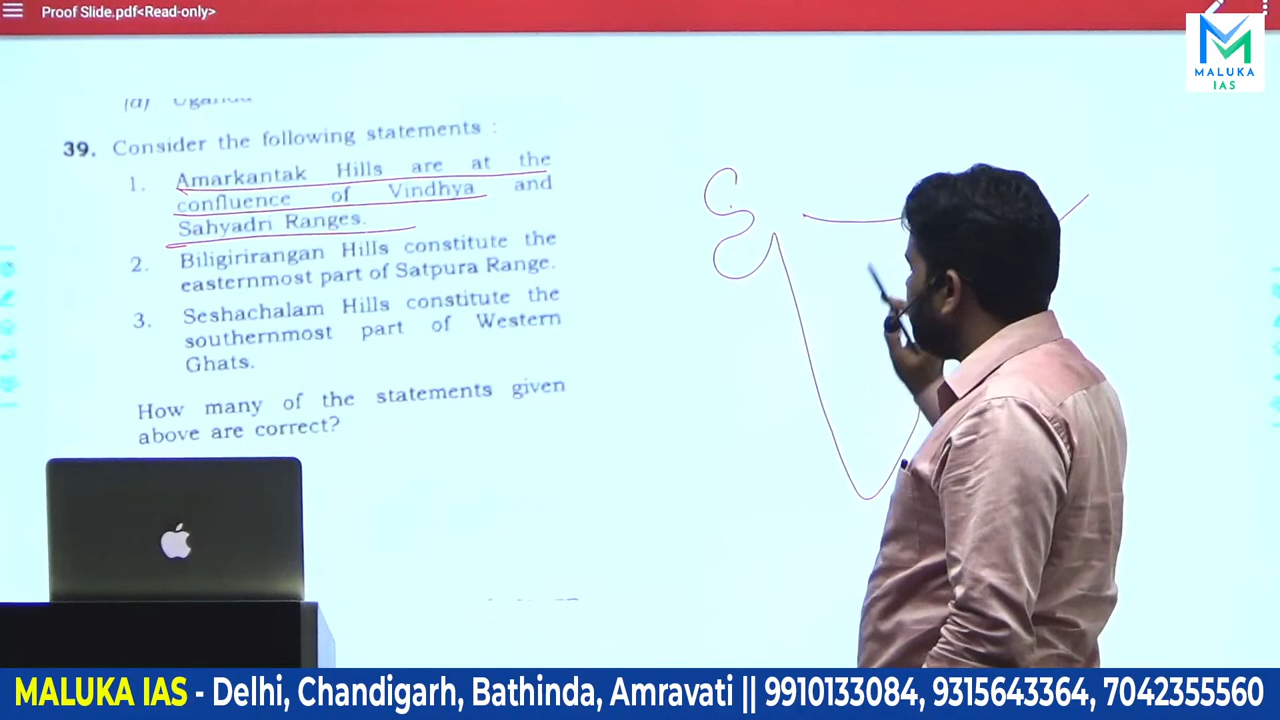 Proof Slide.pdf<Read-only>
MALUKA
IAS
39. Consider the following statements :
1. Amarkantak Hills are at the
confluence of Vindhya and
Sahyadri Ranges.
2. Biligirirangan Hills constitute the
easternmost part of Satpura Range.
3. Seshachalam Hills constitute the
southernmost part of Western
Ghats.
How many of the statements given
above are correct?
MALUKA IAS - Delhi, Chandigarh, Bathinda, Amravati || 9910133084, 9315643364, 7042355560